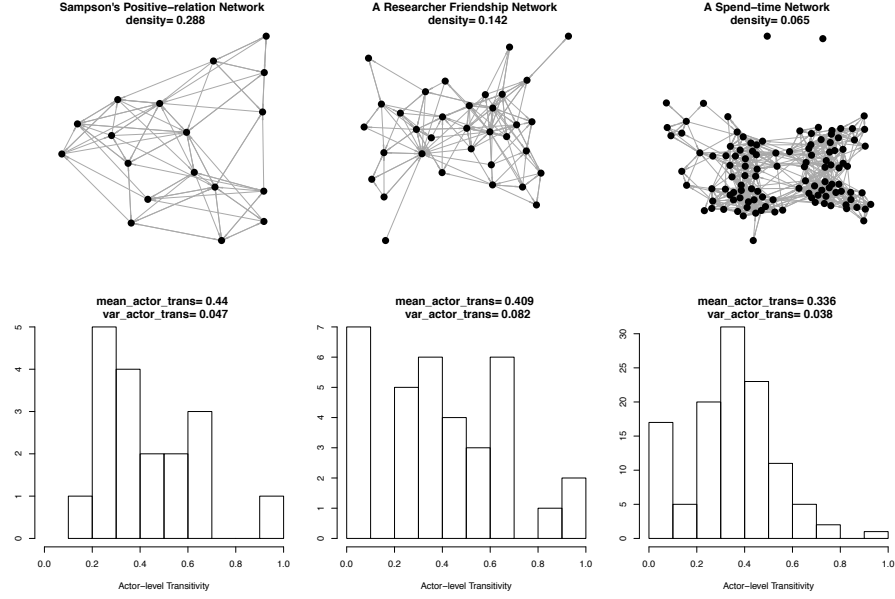 Sampson's Positive−relation Network
density= 0.288
A Researcher Friendship Network
density= 0.142
A Spend−time Network
density= 0.065
mean_actor_trans= 0.44
var_actor_trans= 0.047
5
4
3
2
1
0
0.0 0.2 0.4 0.6 0.8 1.0
Actor−level Transitivity
mean_actor_trans= 0.409
var_actor_trans= 0.082
7
6
5
4
3
2
1
0
0.0 0.2 0.4 0.6 0.8 1.0
Actor−level Transitivity
mean_actor_trans= 0.336
var_actor_trans= 0.038
30
25
20
15
10
5
0
0.0 0.2 0.4 0.6 0.8 1.0
Actor−level Transitivity